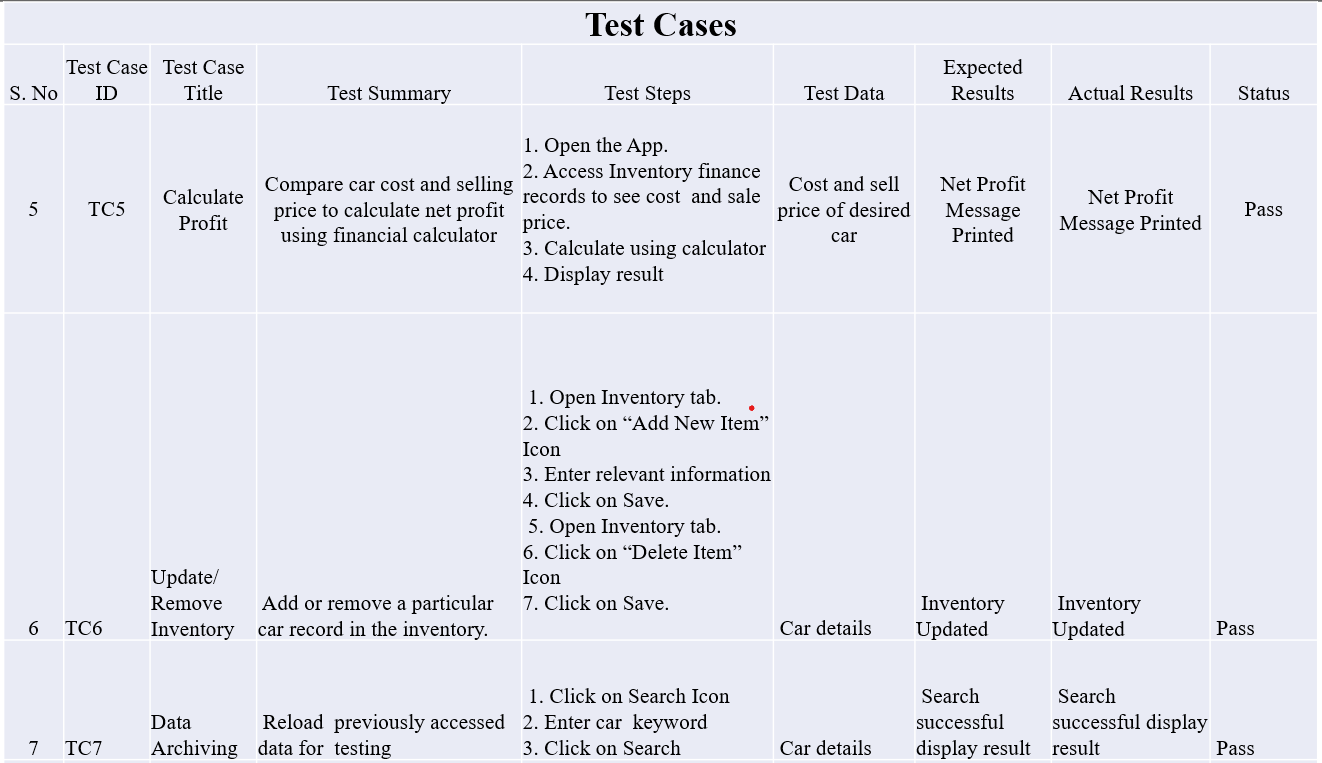 Test Cases
S. No
Test Case
ID
Test Case
Title
Test Summary
Test Steps
Test Data
Expected
Results
Actual Results
Status
5
TC5
Calculate
Profit
Compare car cost and selling
price to calculate net profit
using financial calculator
1. Open the App.
2. Access Inventory finance
records to see cost  and sale
price.
3. Calculate using calculator
4. Display result
Cost and sell
price of desired
car
Net Profit
Message
Printed
Net Profit
Message Printed
Pass
6
TC6
Update/
Remove
Inventory
Add or remove a particular
car record in the inventory.
1. Open Inventory tab.
2. Click on “Add New Item”
Icon
3. Enter relevant information
4. Click on Save.
5. Open Inventory tab.
6. Click on “Delete Item”
Icon
7. Click on Save.
Car details
Inventory
Updated
Inventory
Updated
Pass
7
TC7
Data
Archiving
Reload  previously accessed
data for  testing
1. Click on Search Icon
2. Enter car  keyword
3. Click on Search
Car details
Search
successful
display result
Search
successful display
result
Pass